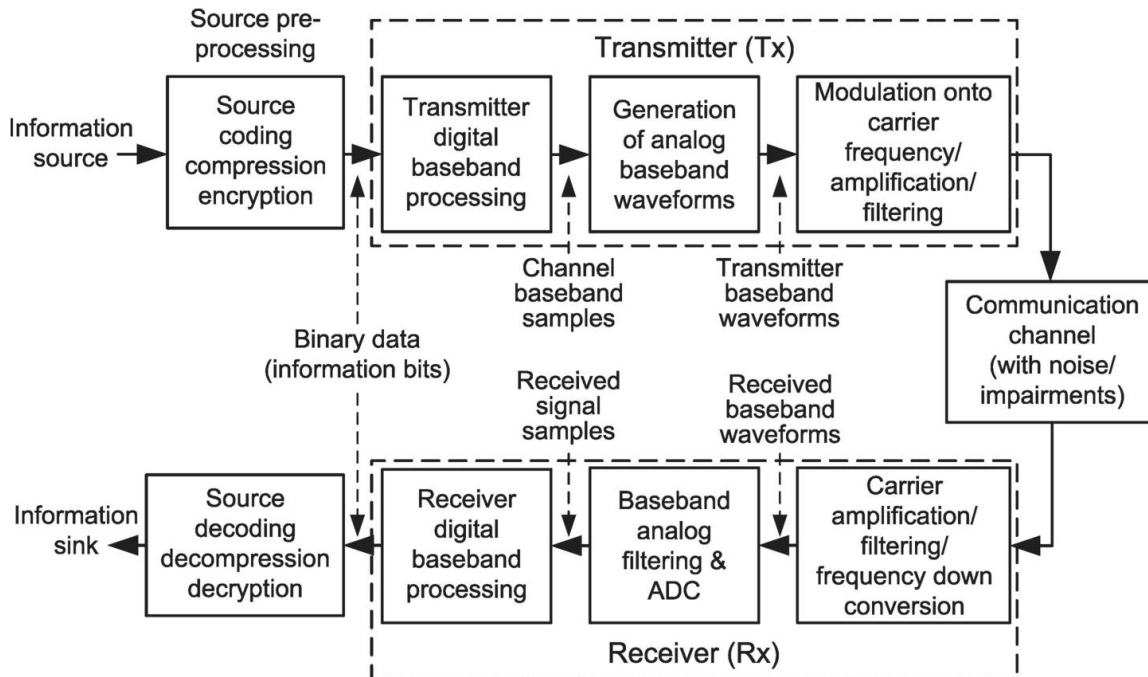 Source pre-
processing
Transmitter (Tx)
Information
source
Source
coding
compression
encryption
Transmitter
digital
baseband
processing
Generation
of analog
baseband
waveforms
Modulation onto
carrier
frequency/
amplification/
filtering
Channel
baseband
samples
Transmitter
baseband
waveforms
Communication
channel
(with noise/
impairments)
Binary data
(information bits)
Received
signal
samples
Received
baseband
waveforms
Information
sink
Source
decoding
decompression
decryption
Receiver
digital
baseband
processing
Baseband
analog
filtering &
ADC
Carrier
amplification/
filtering/
frequency down
conversion
Receiver (Rx)